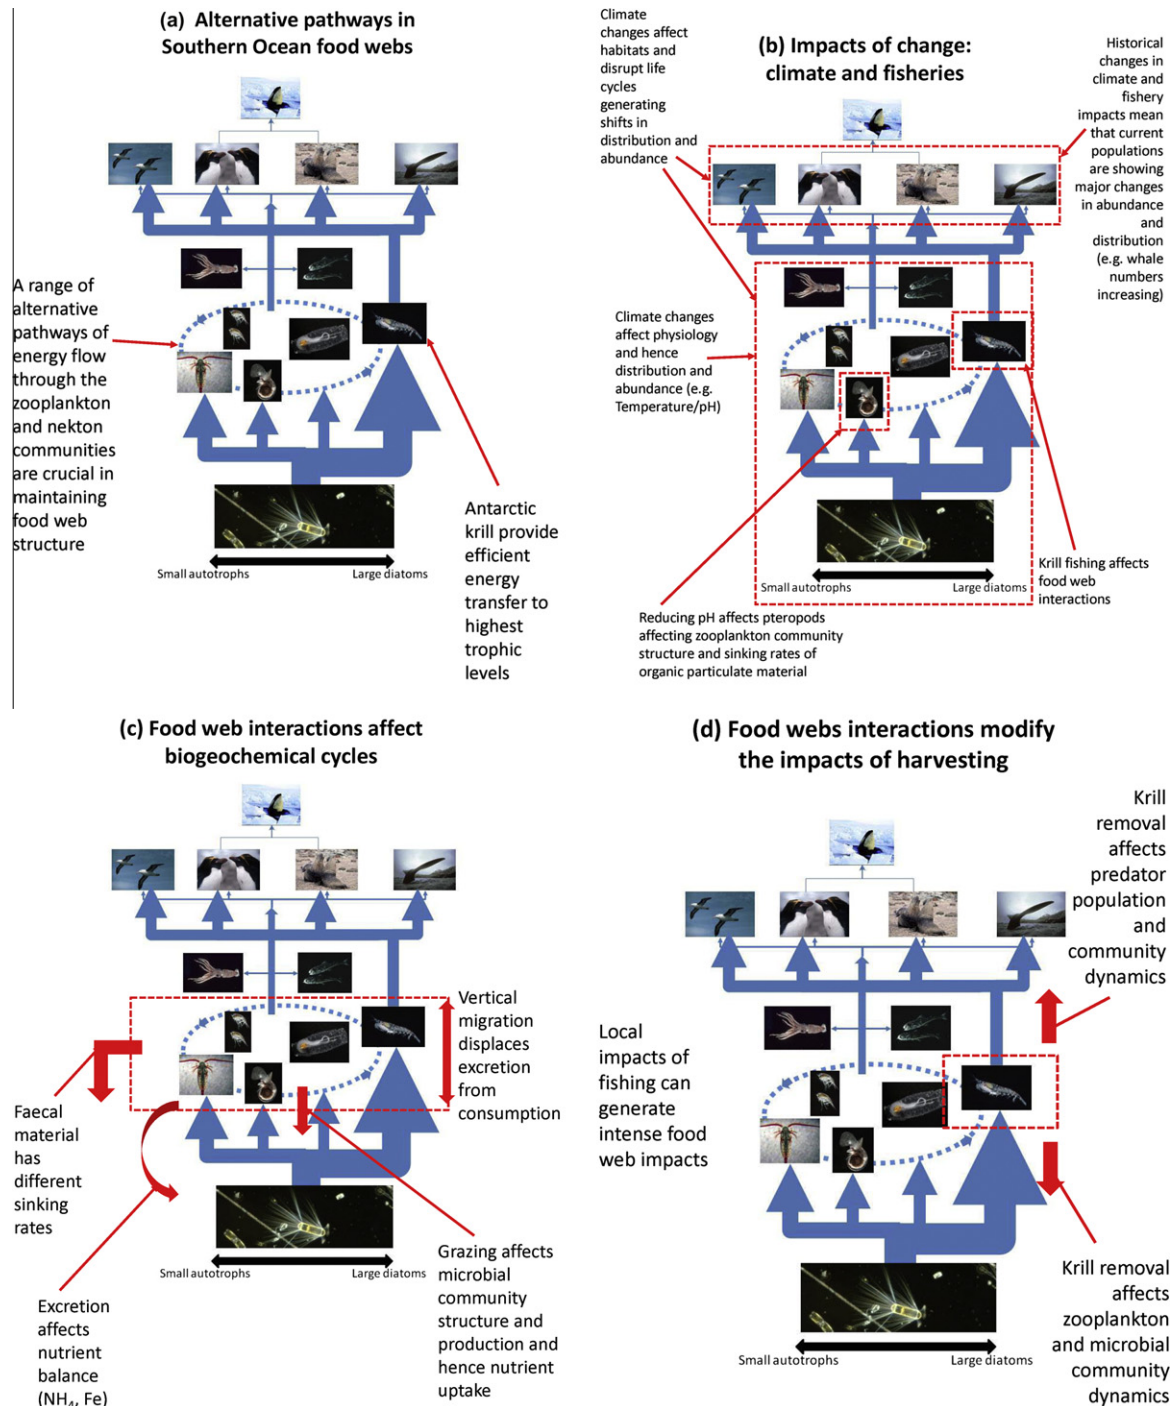 (a) Alternative pathways in
Southern Ocean food webs
A range of
alternative
pathways of
energy flow
through the
zooplankton
and nekton
communities
are crucial in
maintaining
food web
structure
Small autotrophs
Large diatoms
Antarctic
krill provide
efficient
energy
transfer to
highest
trophic
levels
Climate
changes affect
habitats and
disrupt life
cycles
generating
shifts in
distribution and
abundance
(b) Impacts of change:
climate and fisheries
Historical
changes in
climate and
fishery
impacts mean
that current
populations
are showing
major changes
in abundance
and
distribution
(e.g. whale
numbers
increasing)
Climate changes
affect physiology
and hence
distribution and
abundance (e.g.
Temperature/pH)
Small autotrophs
Large diatoms
Krill fishing affects
food web
interactions
Reducing pH affects pteropods
affecting zooplankton community
structure and sinking rates of
organic particulate material
(c) Food web interactions affect
biogeochemical cycles
Vertical
migration
displaces
excretion
from
consumption
Faecal
material
has
different
sinking
rates
Small autotrophs
Large diatoms
Excretion
affects
nutrient
balance
(NH₄, Fe)
Grazing affects
microbial
community
structure and
production and
hence nutrient
uptake
(d) Food webs interactions modify
the impacts of harvesting
Krill
removal
affects
predator
population
and
community
dynamics
Local
impacts of
fishing can
generate
intense food
web impacts
Small autotrophs
Large diatoms
Krill removal
affects
zooplankton
and microbial
community
dynamics